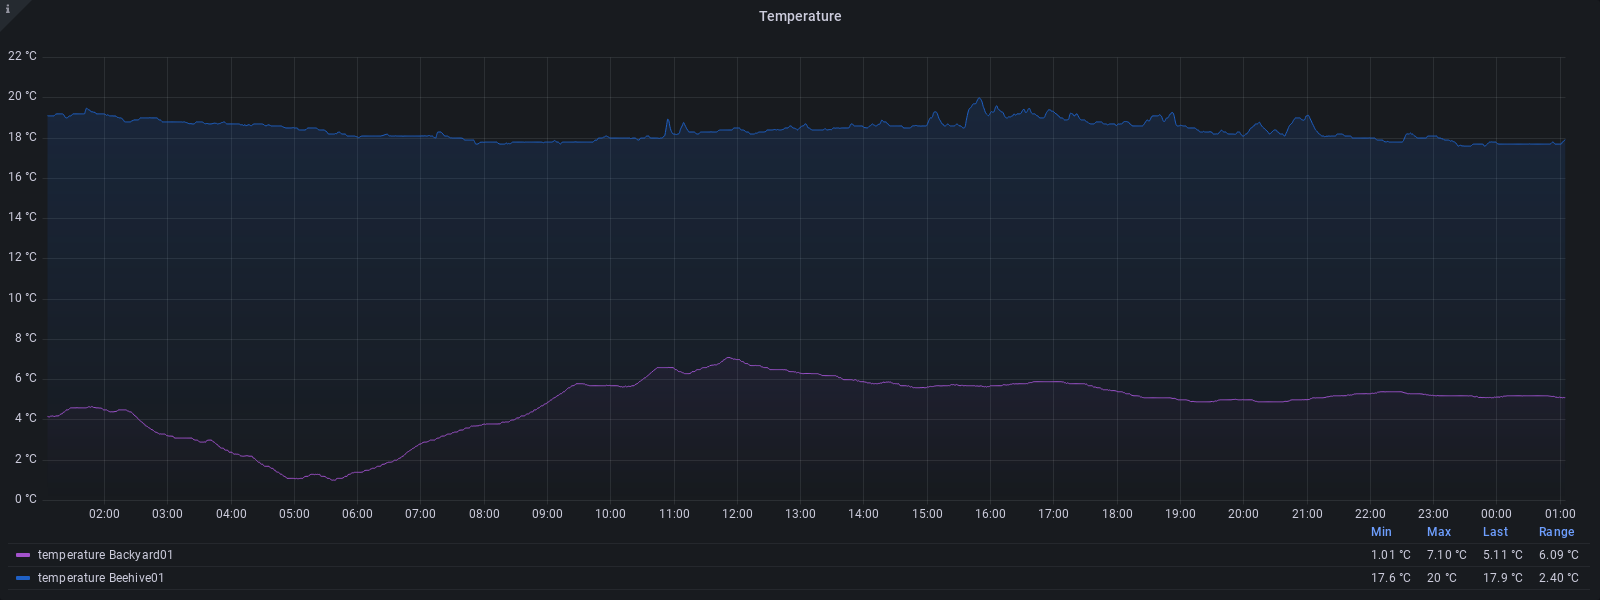 i
Temperature
22 °C
20 °C
18 °C
16 °C
14 °C
12 °C
10 °C
8 °C
6 °C
4 °C
2 °C
0 °C
02:00 03:00 04:00 05:00 06:00 07:00 08:00 09:00 10:00 11:00 12:00 13:00 14:00 15:00 16:00 17:00 18:00 19:00 20:00 21:00 22:00 23:00 00:00 01:00
Min Max Last Range
temperature Backyard01 1.01 °C 7.10 °C 5.11 °C 6.09 °C
temperature Beehive01 17.6 °C 20 °C 17.9 °C 2.40 °C